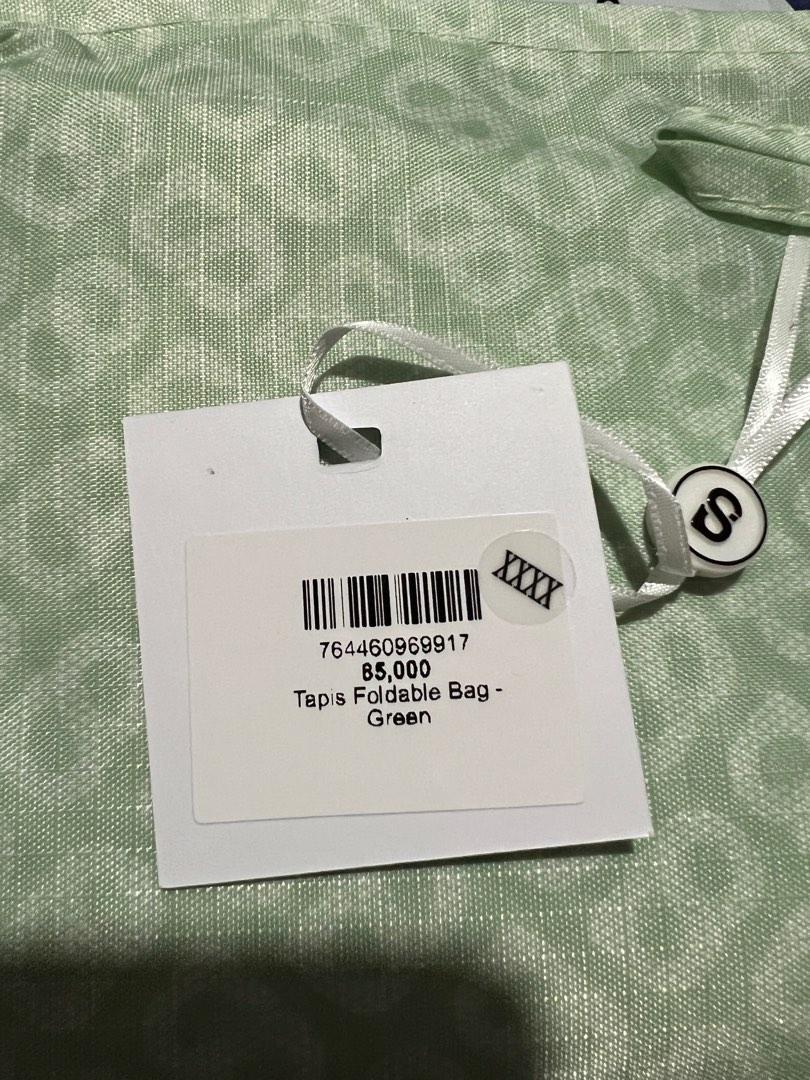 XXXX
764460969917
85,000
Tapis Foldable Bag -
Green
S